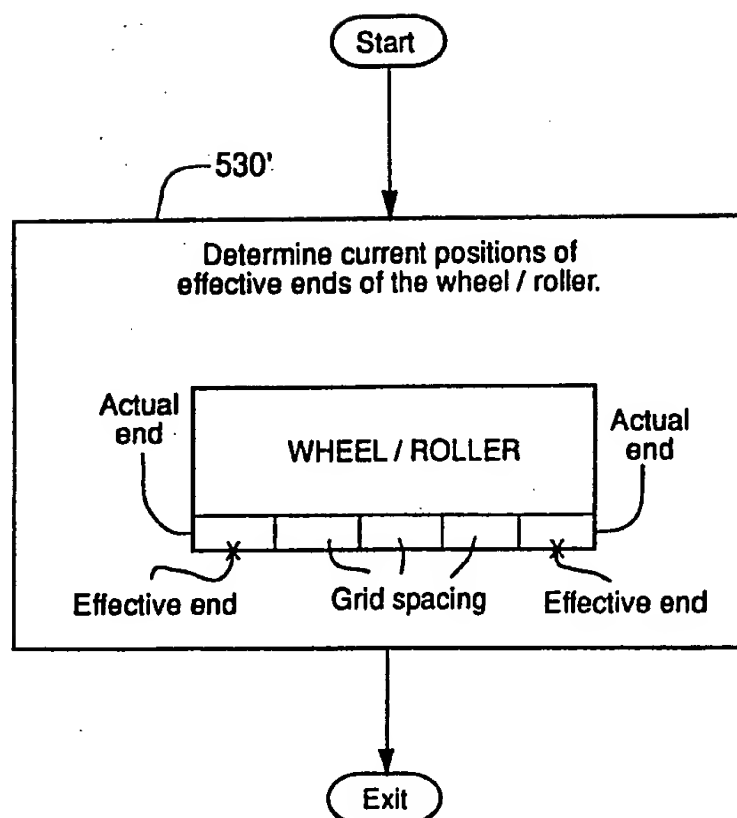 Start
530'
Determine current positions of
effective ends of the wheel / roller.
Actual
end
WHEEL / ROLLER
Actual
end
Effective end
Grid spacing
Effective end
Exit